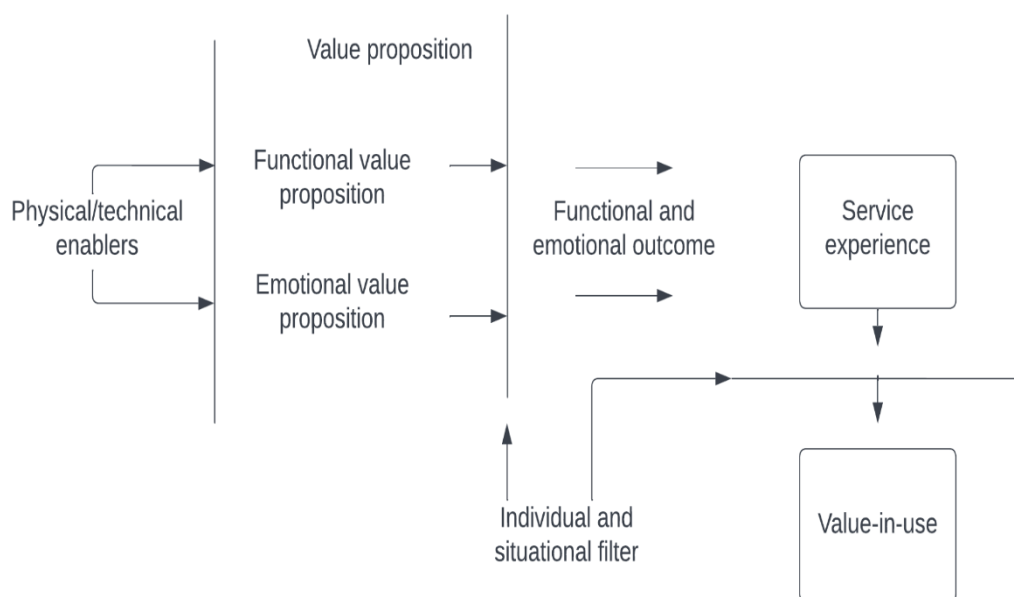 Value proposition
Functional value
proposition
Physical/technical
enablers
Emotional value
proposition
Functional and
emotional outcome
Service
experience
Individual and
situational filter
Value-in-use